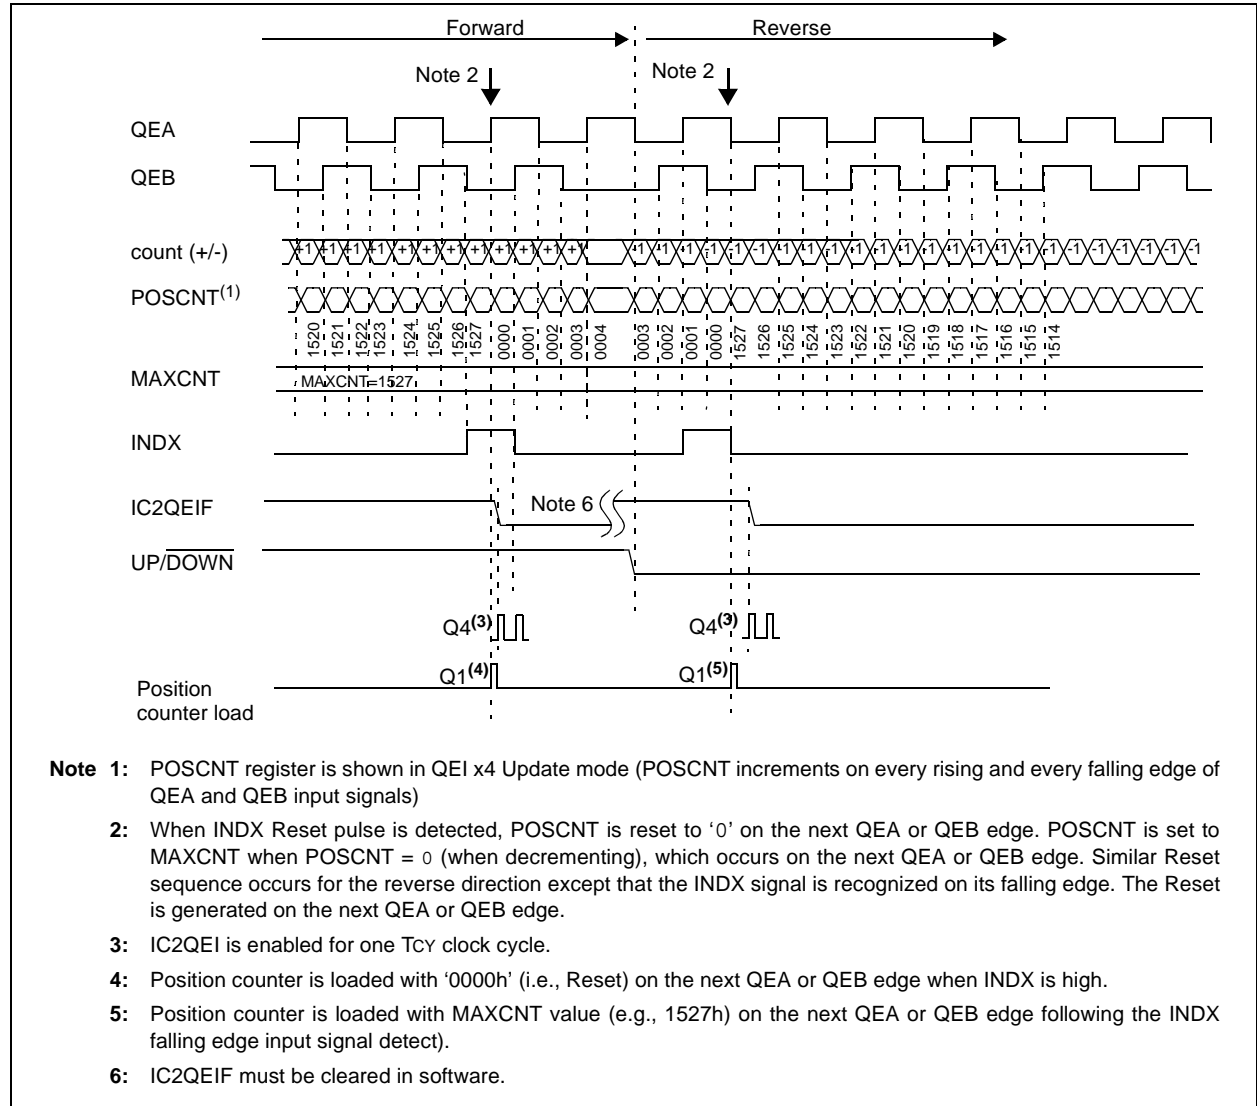 Forward Reverse
Note 2 Note 2
QEA
QEB
count (+/-) +1 +1 +1 +1 +1 +1 +1 +1 +1 +1 +1 +1 -1 -1 -1 -1 -1 -1 -1 -1 -1 -1 -1 -1 -1 -1 -1 -1 -1 -1 -1 -1 -1 -1 -1 -1
POSCNT(1)
1520 1521 1522 1523 1524 1525 1526 1527 0000 0001 0002 0003 0004 0003 0002 0001 0000 1527 1526 1525 1524 1523 1522 1521 1520 1519 1518 1517 1516 1515 1514
MAXCNT MAXCNT=1527
INDX
IC2QEIF Note 6
UP/DOWN
Q4(3) Q4(3)
Q1(4) Q1(5)
Position
counter load
Note 1: POSCNT register is shown in QEI x4 Update mode (POSCNT increments on every rising and every falling edge of
QEA and QEB input signals)
2: When INDX Reset pulse is detected, POSCNT is reset to ‘0’ on the next QEA or QEB edge. POSCNT is set to
MAXCNT when POSCNT = 0 (when decrementing), which occurs on the next QEA or QEB edge. Similar Reset
sequence occurs for the reverse direction except that the INDX signal is recognized on its falling edge. The Reset
is generated on the next QEA or QEB edge.
3: IC2QEI is enabled for one TCY clock cycle.
4: Position counter is loaded with ‘0000h’ (i.e., Reset) on the next QEA or QEB edge when INDX is high.
5: Position counter is loaded with MAXCNT value (e.g., 1527h) on the next QEA or QEB edge following the INDX
falling edge input signal detect).
6: IC2QEIF must be cleared in software.